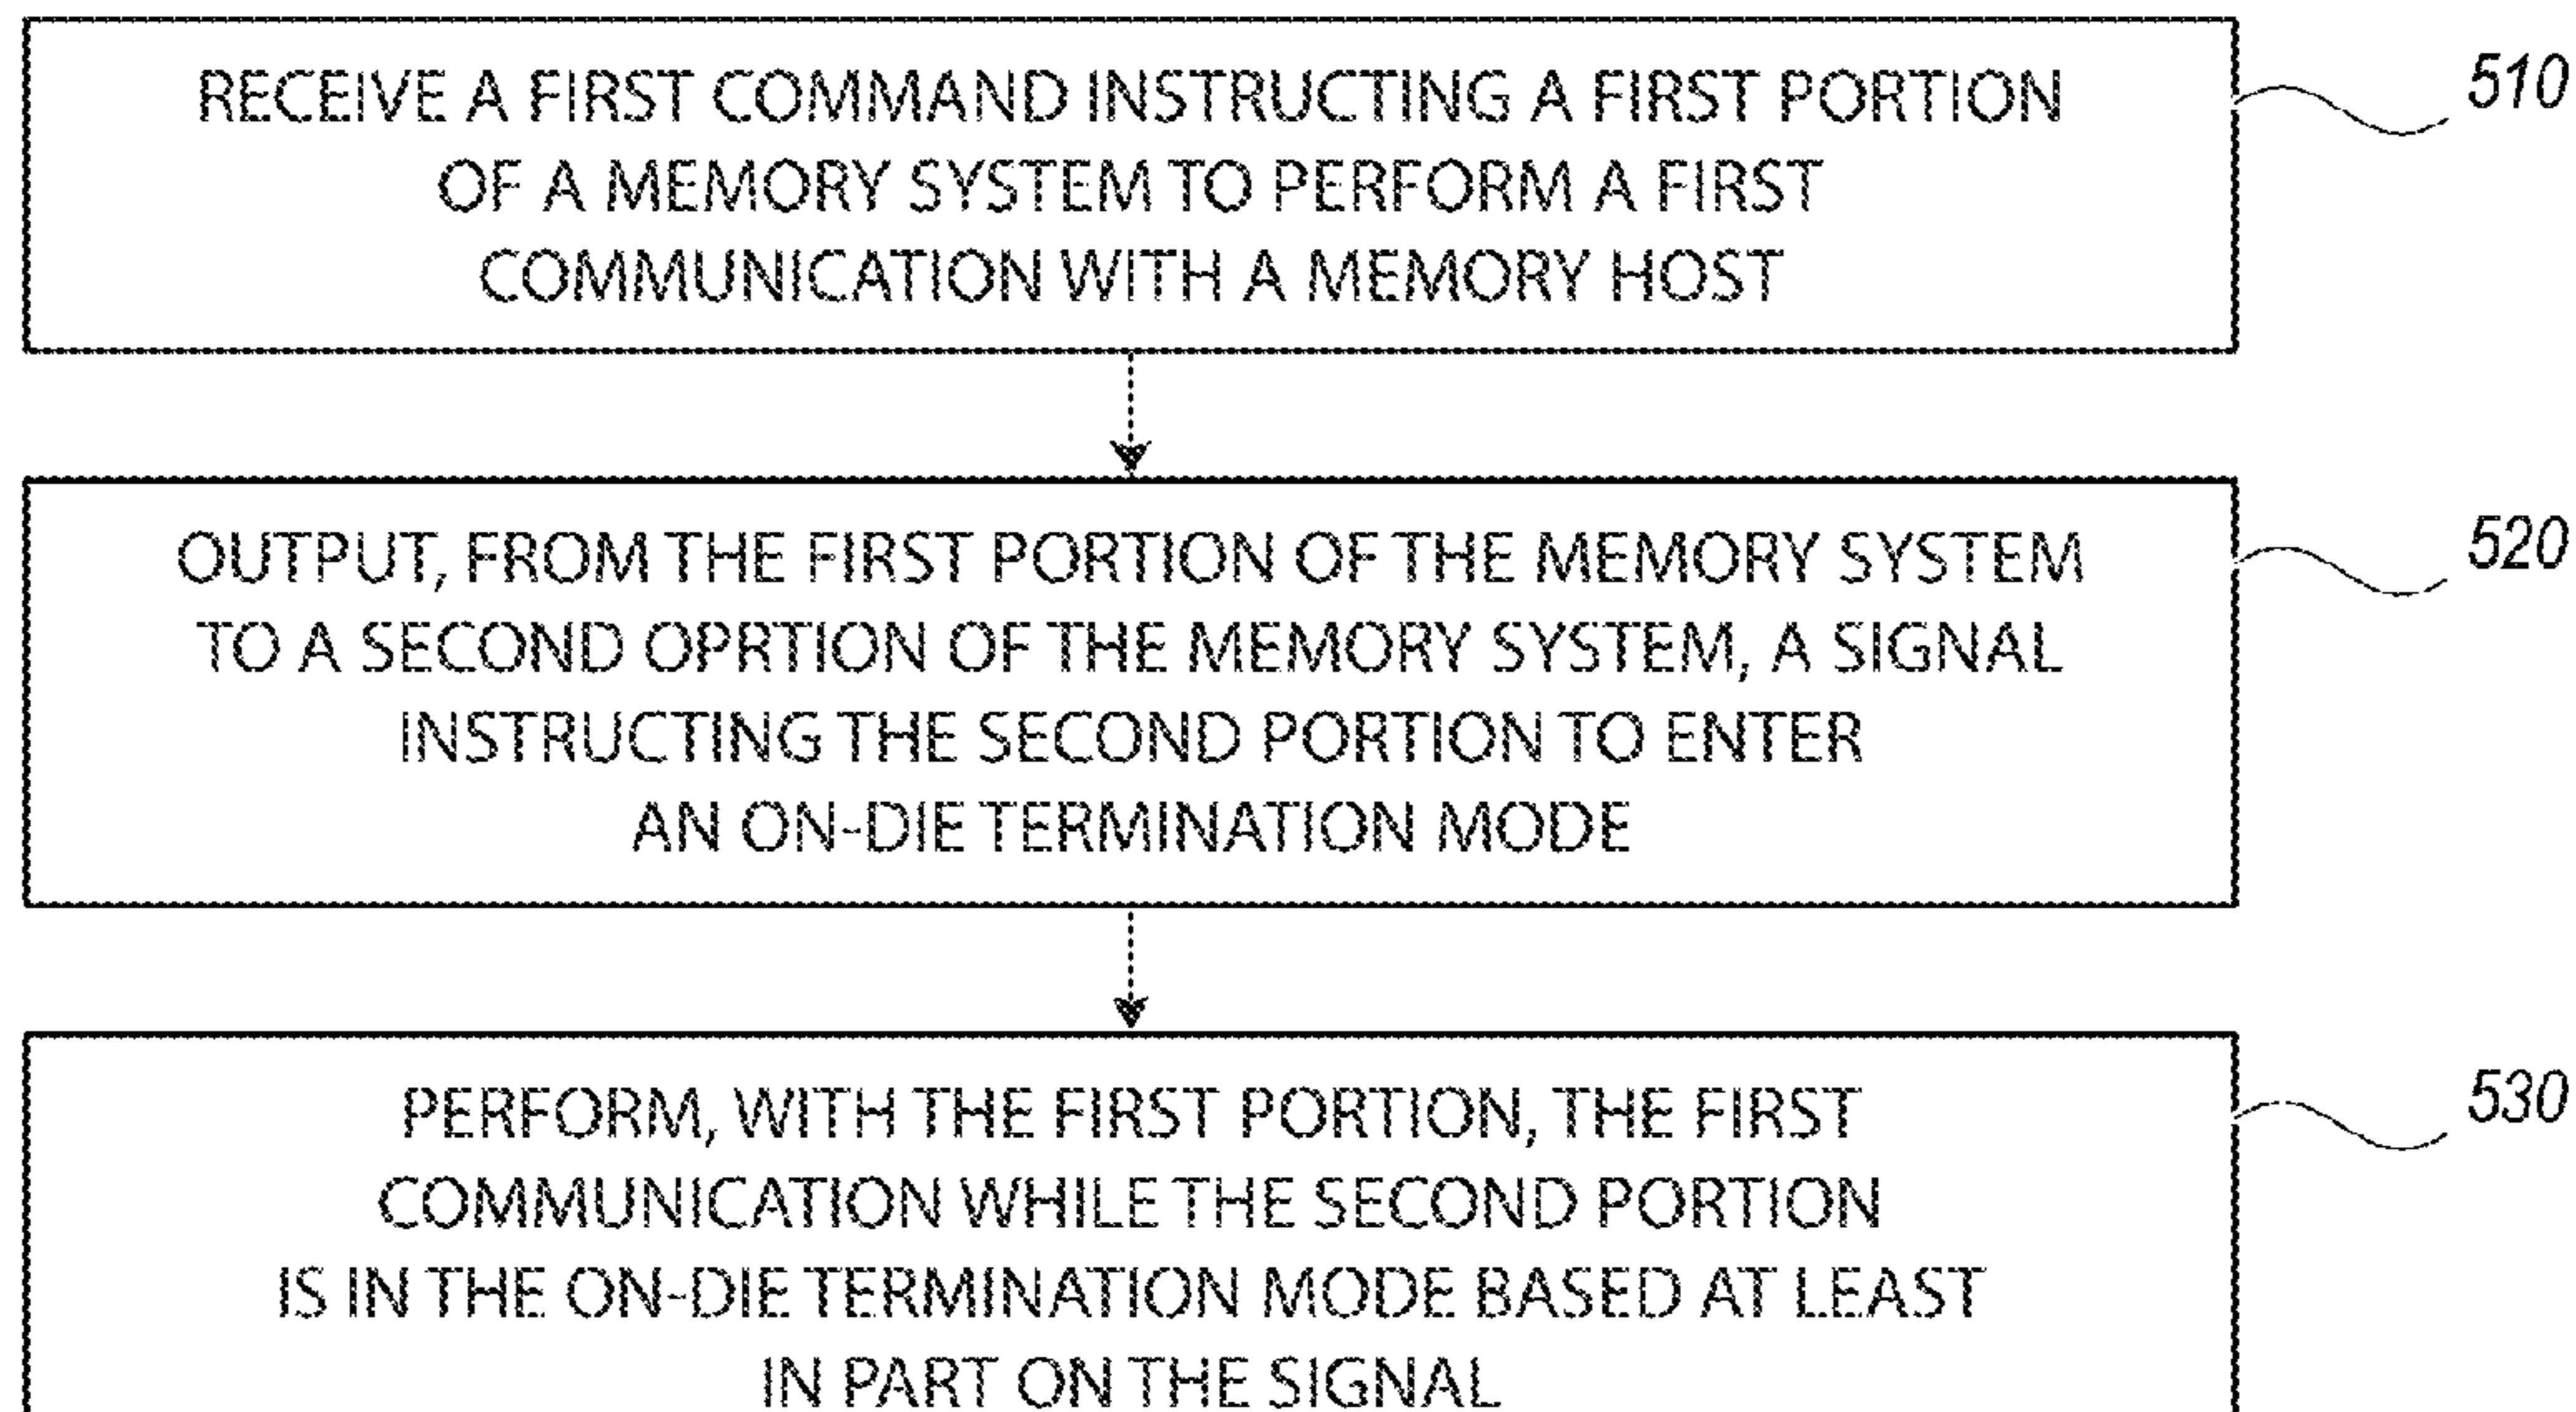 RECEIVE A FIRST COMMAND INSTRUCTING A FIRST PORTION
OF A MEMORY SYSTEM TO PERFORM A FIRST
COMMUNICATION WITH A MEMORY HOST
510
OUTPUT, FROM THE FIRST PORTION OF THE MEMORY SYSTEM
TO A SECOND OPRTION OF THE MEMORY SYSTEM, A SIGNAL
INSTRUCTING THE SECOND PORTION TO ENTER
AN ON-DIE TERMINATION MODE
520
PERFORM, WITH THE FIRST PORTION, THE FIRST
COMMUNICATION WHILE THE SECOND PORTION
IS IN THE ON-DIE TERMINATION MODE BASED AT LEAST
IN PART ON THE SIGNAL
530